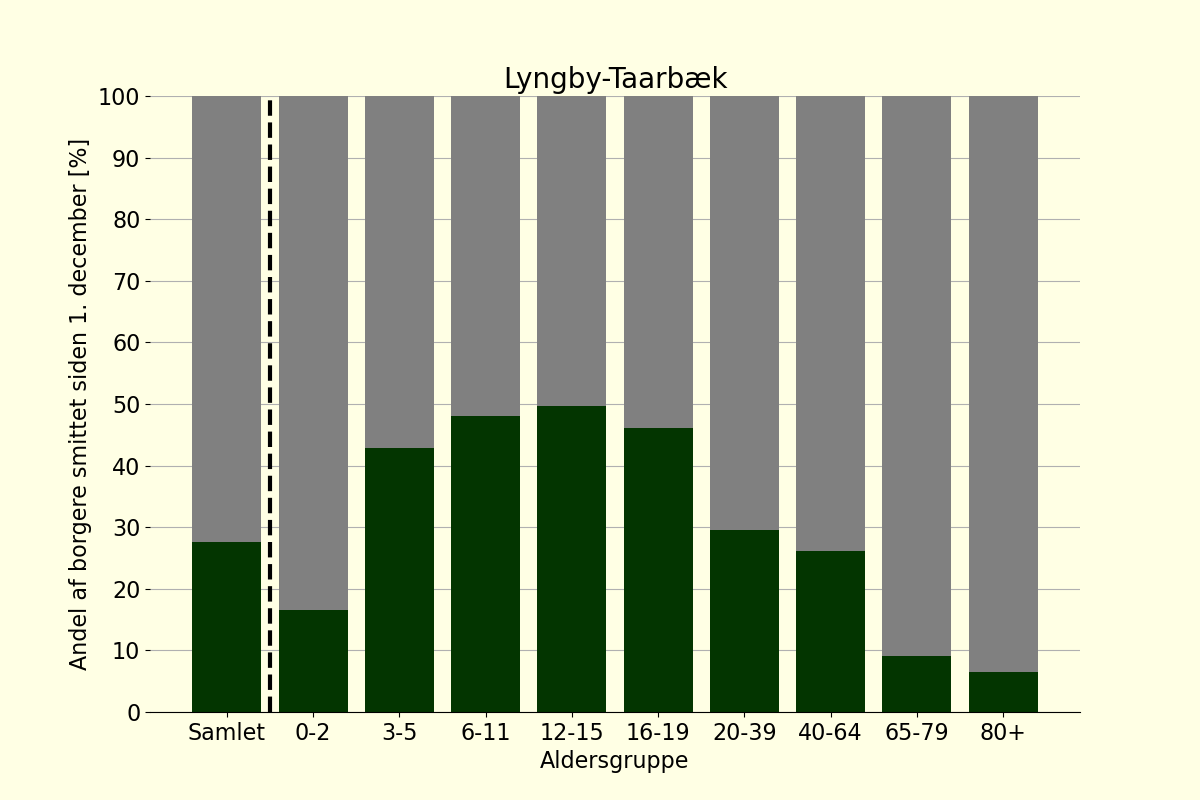 Lyngby-Taarbæk
Andel af borgere smittet siden 1. december [%]
100
90
80
70
60
50
40
30
20
10
0
Samlet 0-2 3-5 6-11 12-15 16-19 20-39 40-64 65-79 80+
Aldersgruppe